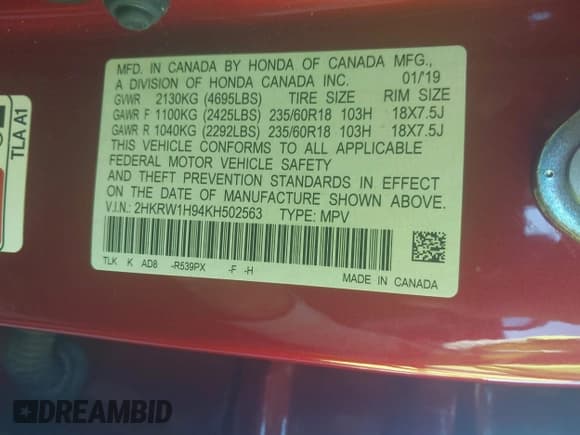 MFD. IN CANADA BY HONDA OF CANADA MFG.,
A DIVISION OF HONDA CANADA INC. 01/'19
GVWR 2130KG (4695LBS) TIRE SIZE RIM SIZE
GAWR F 1100KG (2425LBS) 235/60R18 103H 18X7.5J
GAWR R 1040KG (2292LBS) 235/60R18 103H 18X7.5J
THIS VEHICLE CONFORMS TO ALL APPLICABLE
FEDERAL MOTOR VEHICLE SAFETY
AND THEFT PREVENTION STANDARDS IN EFFECT
ON THE DATE OF MANUFACTURE SHOWN ABOVE.
V.I.N.: 2HKRW1H94KH502563 TYPE: MPV
TLK K AD8 -R539PX -F -H
MADE IN CANADA
TLA A1
DREAMBID